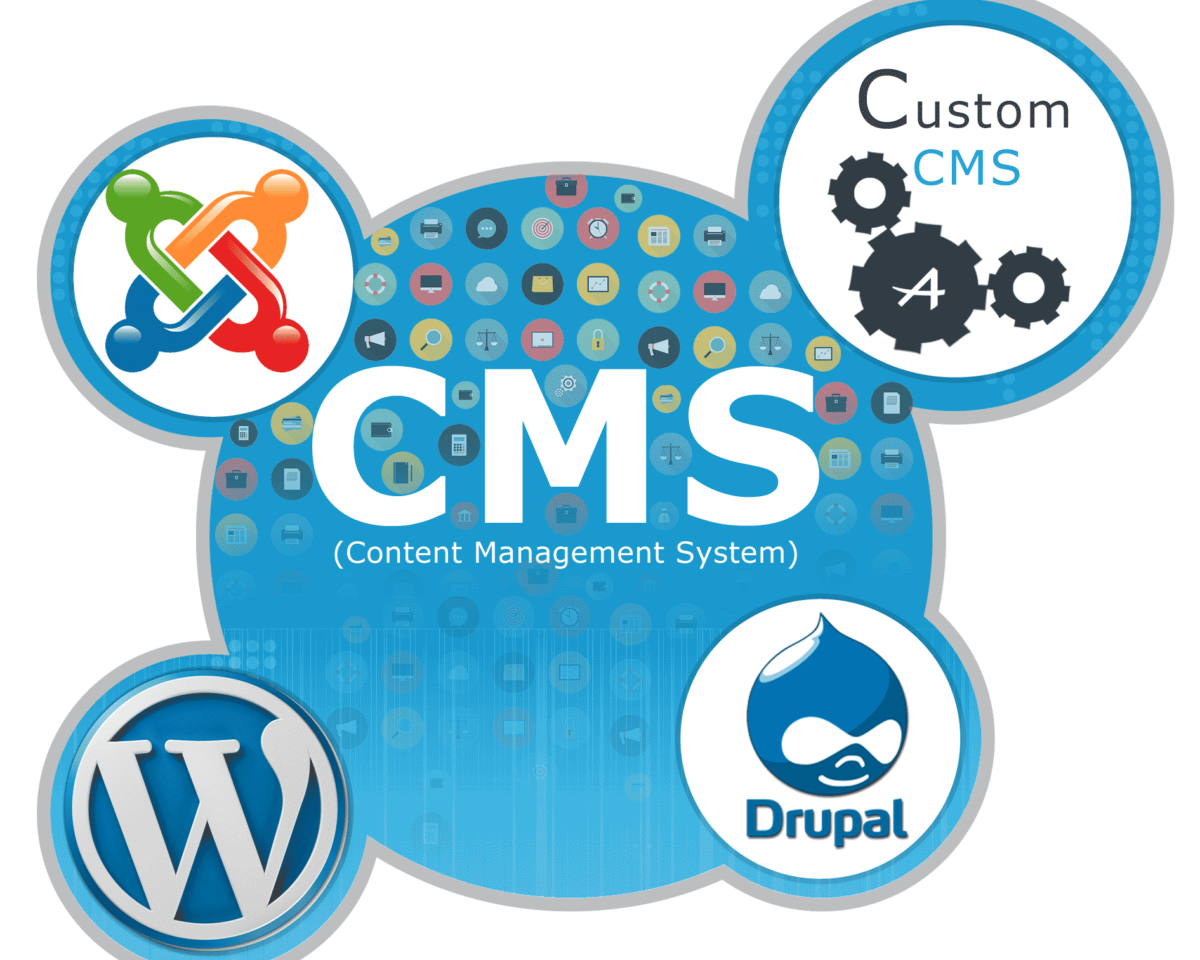 Custom
CMS
A
CMS
(Content Management System)
W
Drupal